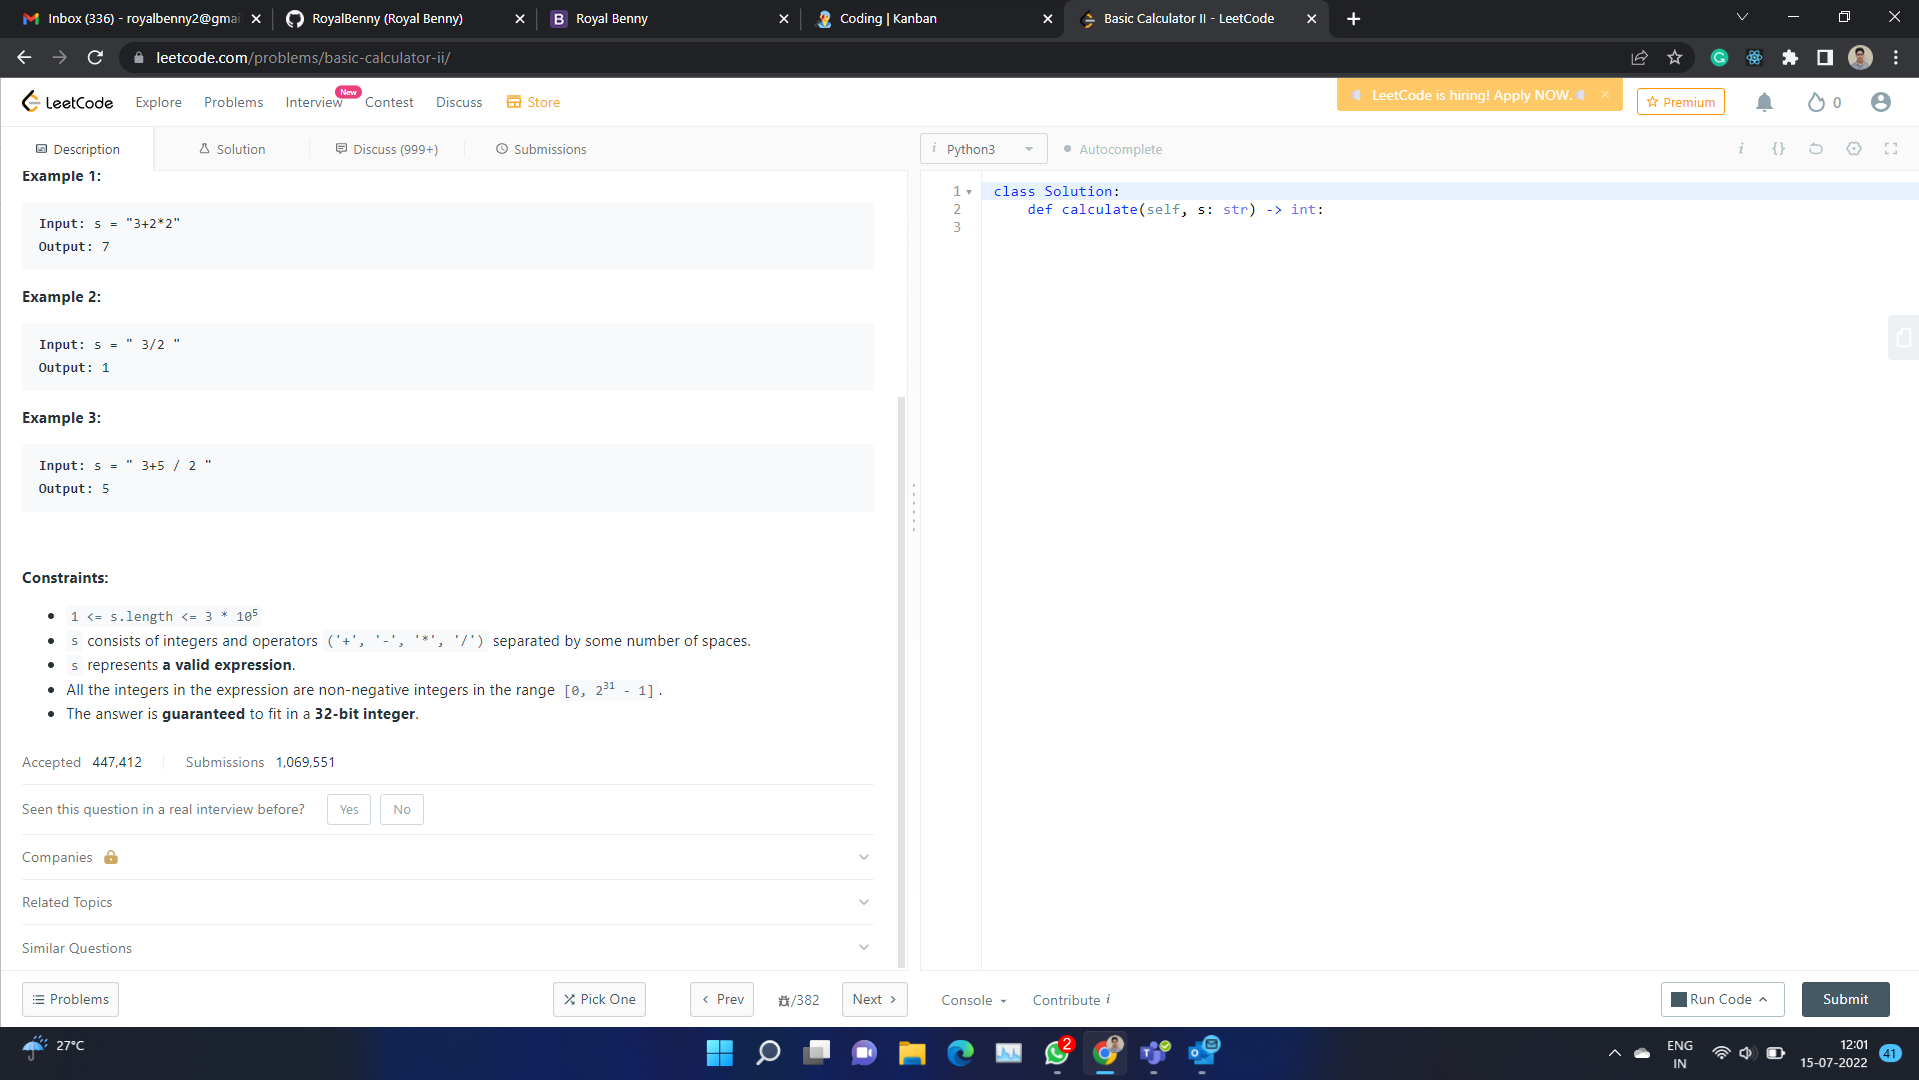 Inbox (336) - royalbenny2@gmai
RoyalBenny (Royal Benny)
B Royal Benny
Coding | Kanban
Basic Calculator II - LeetCode
leetcode.com/problems/basic-calculator-ii/
LeetCode
Explore
Problems
Interview
New
Contest
Discuss
Store
LeetCode is hiring! Apply NOW.
Premium
0
Description
Solution
Discuss (999+)
Submissions
i Python3
Autocomplete
i
{}
Example 1:
Input: s = "3+2*2"
Output: 7
Example 2:
Input: s = " 3/2 "
Output: 1
Example 3:
Input: s = " 3+5 / 2 "
Output: 5
Constraints:
1 <= s.length <= 3 * 10⁵
s consists of integers and operators ('+', '-', '*', '/') separated by some number of spaces.
s represents a valid expression.
All the integers in the expression are non-negative integers in the range [0, 2³¹ - 1].
The answer is guaranteed to fit in a 32-bit integer.
Accepted 447,412 Submissions 1,069,551
Seen this question in a real interview before? Yes No
Companies
Related Topics
Similar Questions
1 class Solution:
2 def calculate(self, s: str) -> int:
3
Problems
Pick One
Prev
/382
Next
Console
Contribute i
Run Code
Submit
27°C
2
ENG
IN
12:01
15-07-2022
41